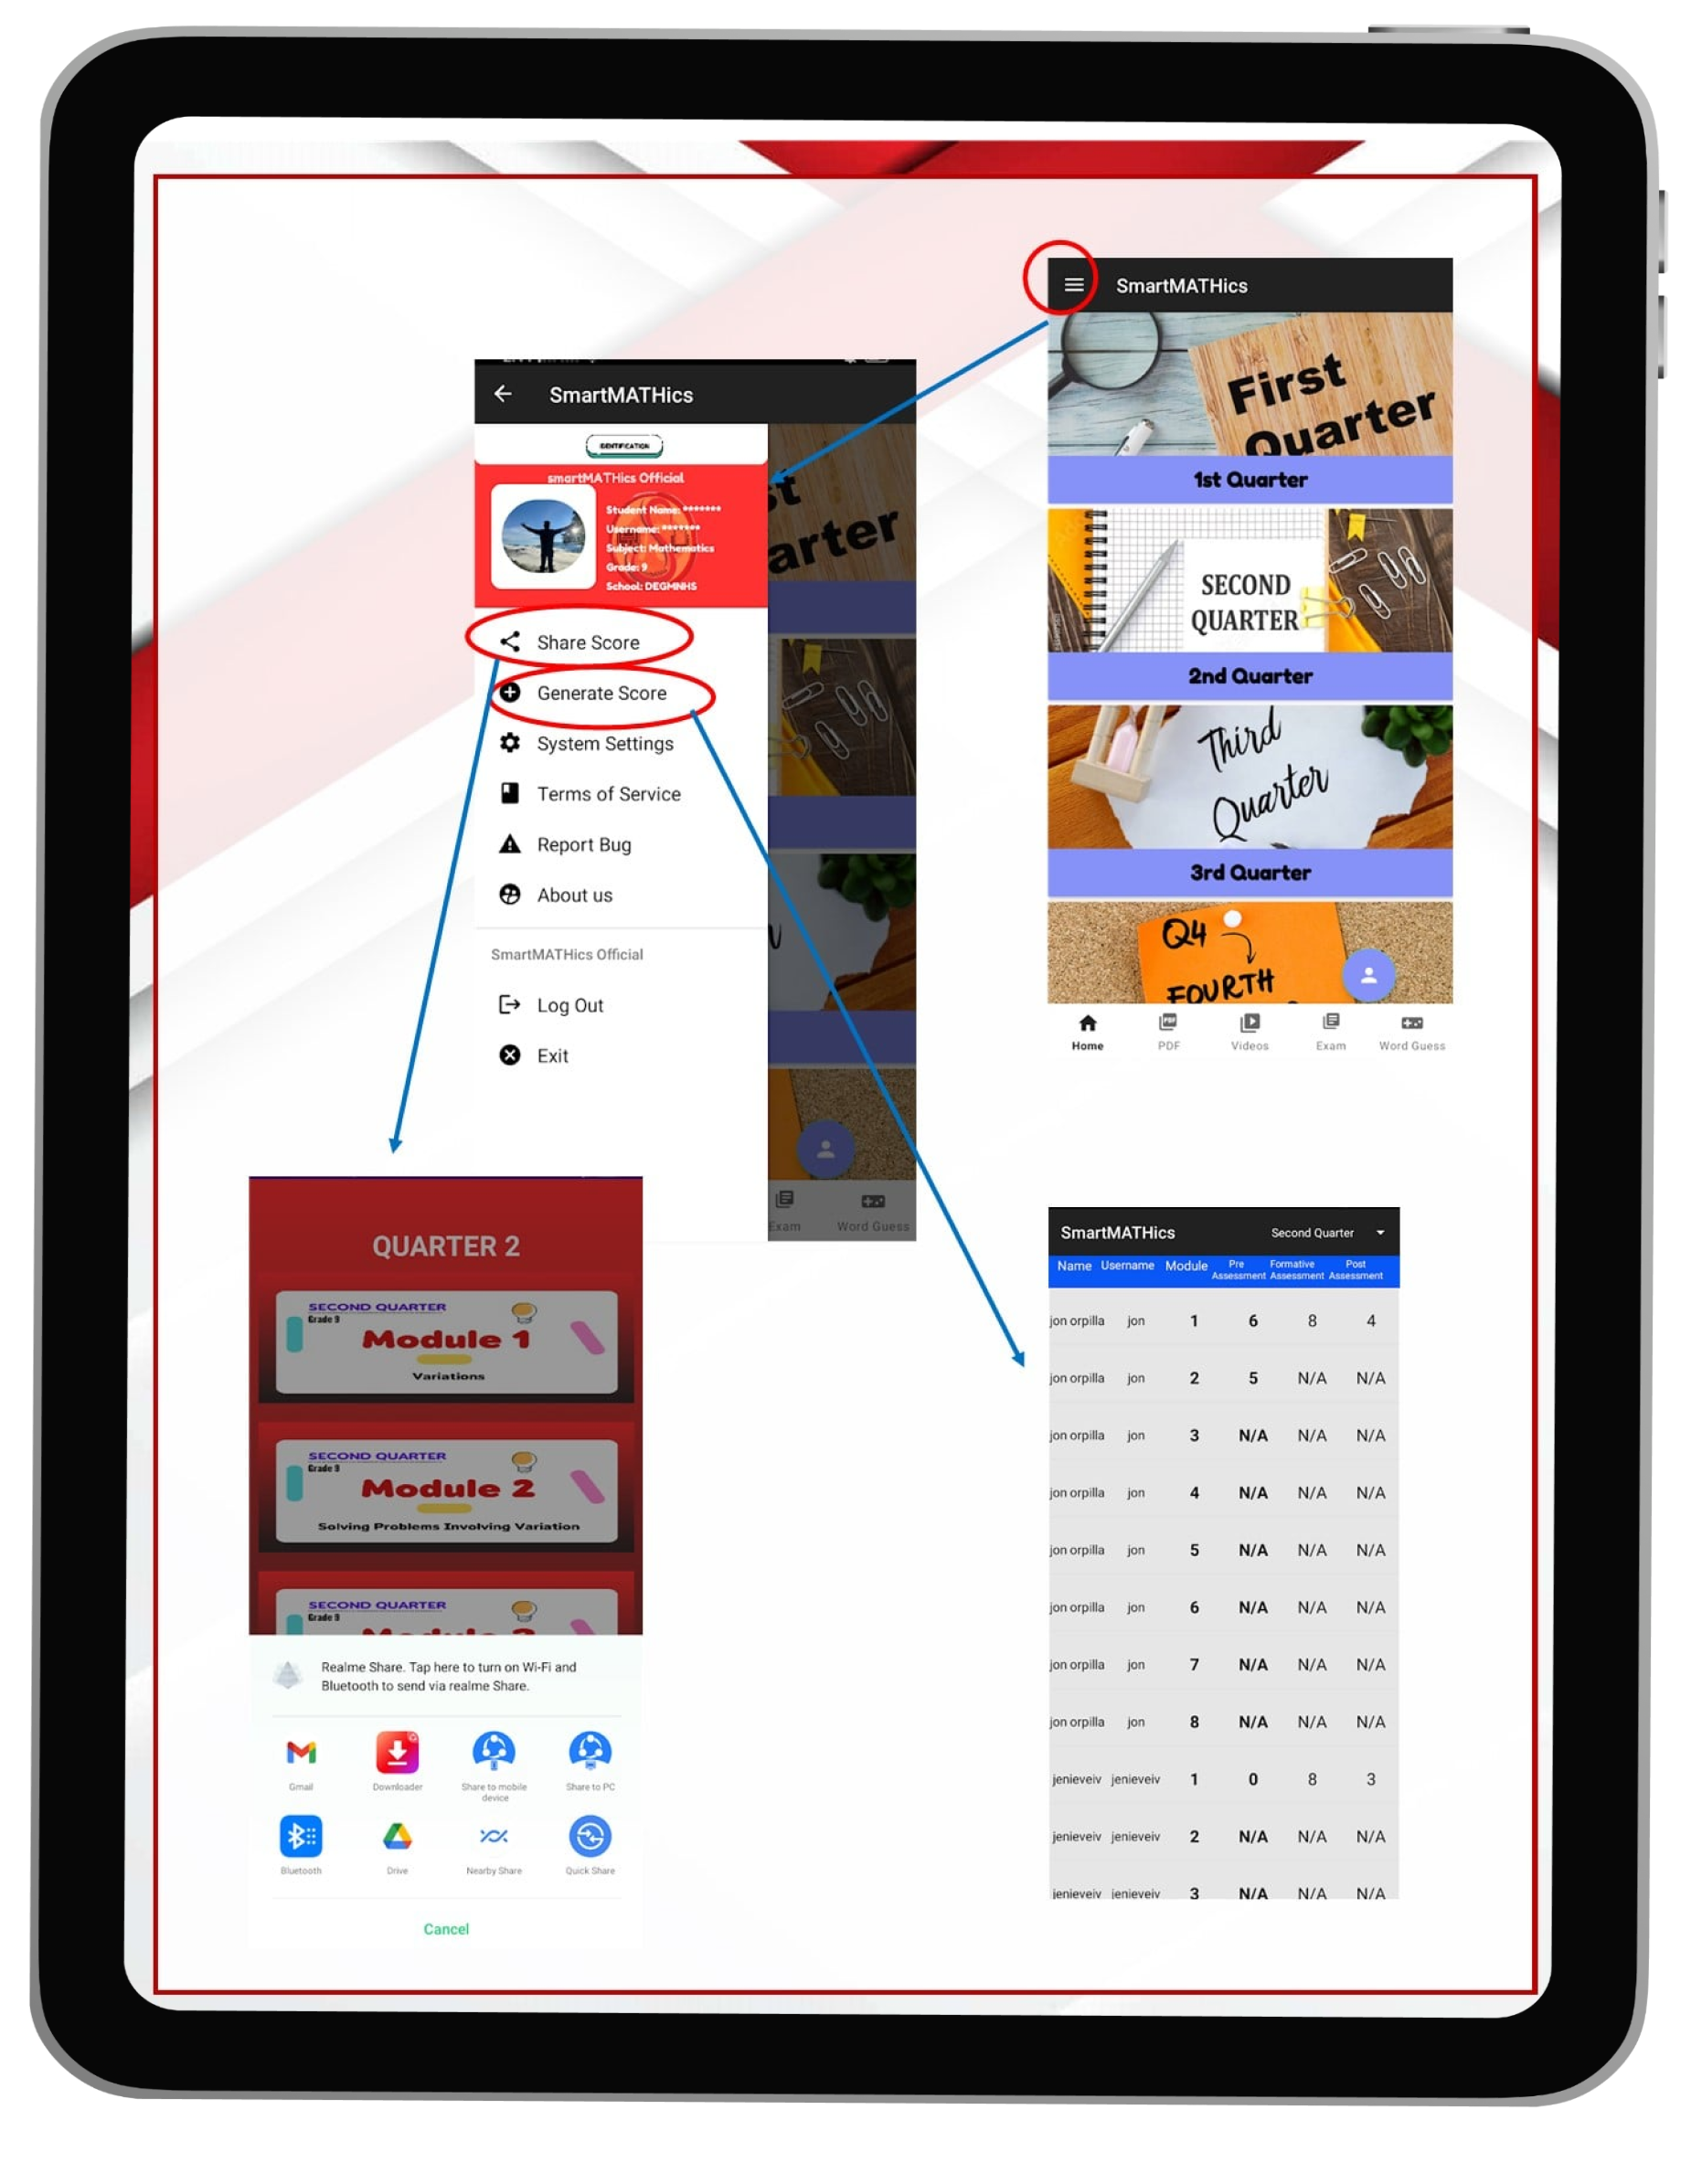 SmartMATHics
First
Quarter
1st Quarter
SECOND
QUARTER
2nd Quarter
Third
Quarter
3rd Quarter
Q4
FOURTH
Home
PDF
Videos
Exam
Word Guess
SmartMATHics
IDENTIFICATION
smartMATHics Official
Student Name: *******
Username: *******
Subject: Mathematics
Grade: 9
School: DEGMNHS
Share Score
Generate Score
System Settings
Terms of Service
Report Bug
About us
SmartMATHics Official
Log Out
Exit
arter
Exam
Word Guess
QUARTER 2
SECOND QUARTER
Grade 9
Module 1
Variations
SECOND QUARTER
Grade 9
Module 2
Solving Problems Involving Variation
SECOND QUARTER
Grade 9
Realme Share. Tap here to turn on Wi-Fi and
Bluetooth to send via realme Share.
Gmail Downloader Share to mobile device Share to PC
Bluetooth Drive Nearby Share Quick Share
Cancel
SmartMATHics Second Quarter
Name Username Module Pre Assessment Formative Assessment Post Assessment
jon orpilla jon 1 6 8 4
jon orpilla jon 2 5 N/A N/A
jon orpilla jon 3 N/A N/A N/A
jon orpilla jon 4 N/A N/A N/A
jon orpilla jon 5 N/A N/A N/A
jon orpilla jon 6 N/A N/A N/A
jon orpilla jon 7 N/A N/A N/A
jon orpilla jon 8 N/A N/A N/A
jenieveiv jenieveiv 1 0 8 3
jenieveiv jenieveiv 2 N/A N/A N/A
jenieveiv jenieveiv 3 N/A N/A N/A